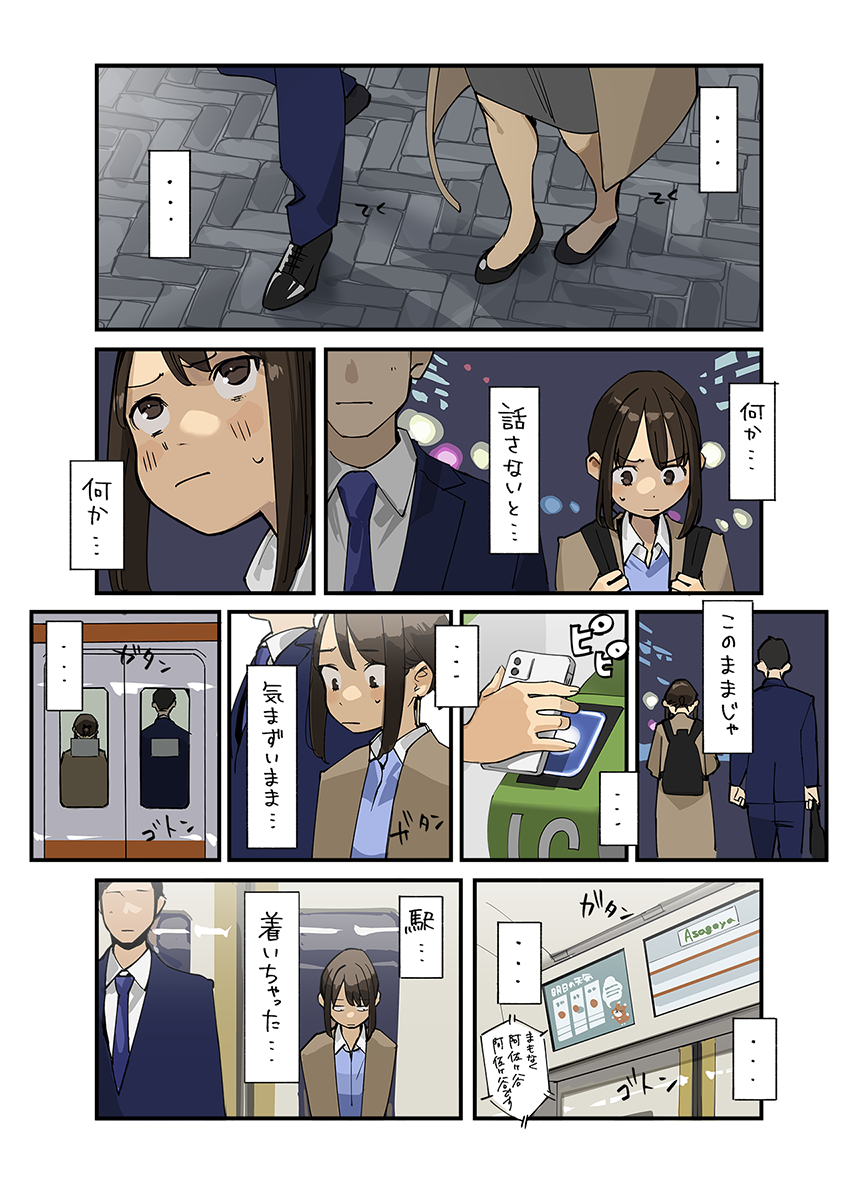 ・・・
てく
てく
・・・
何か・・・
話さないと・・・
何か・・・
このままじゃ
・・・
ピピピ
IC
・・・
気まずいまま・・・
ガタン
・・・
ガタン
ゴトン
ガタン
Asagaya
明日の天気
・・・
まもなく
阿佐ヶ谷
阿佐ヶ谷です
ゴトン
・・・
駅・・・
着いちゃった・・・